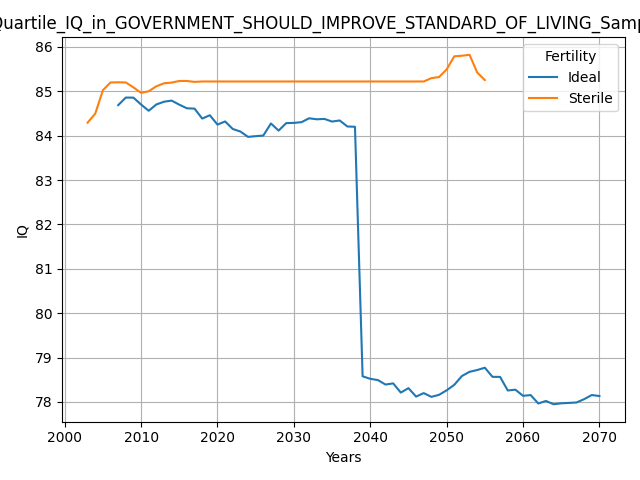 Quartile_IQ_in_GOVERNMENT_SHOULD_IMPROVE_STANDARD_OF_LIVING_Samp
86
85
84
83
82
81
80
79
78
IQ
Fertility
Ideal
Sterile
2000 2010 2020 2030 2040 2050 2060 2070
Years